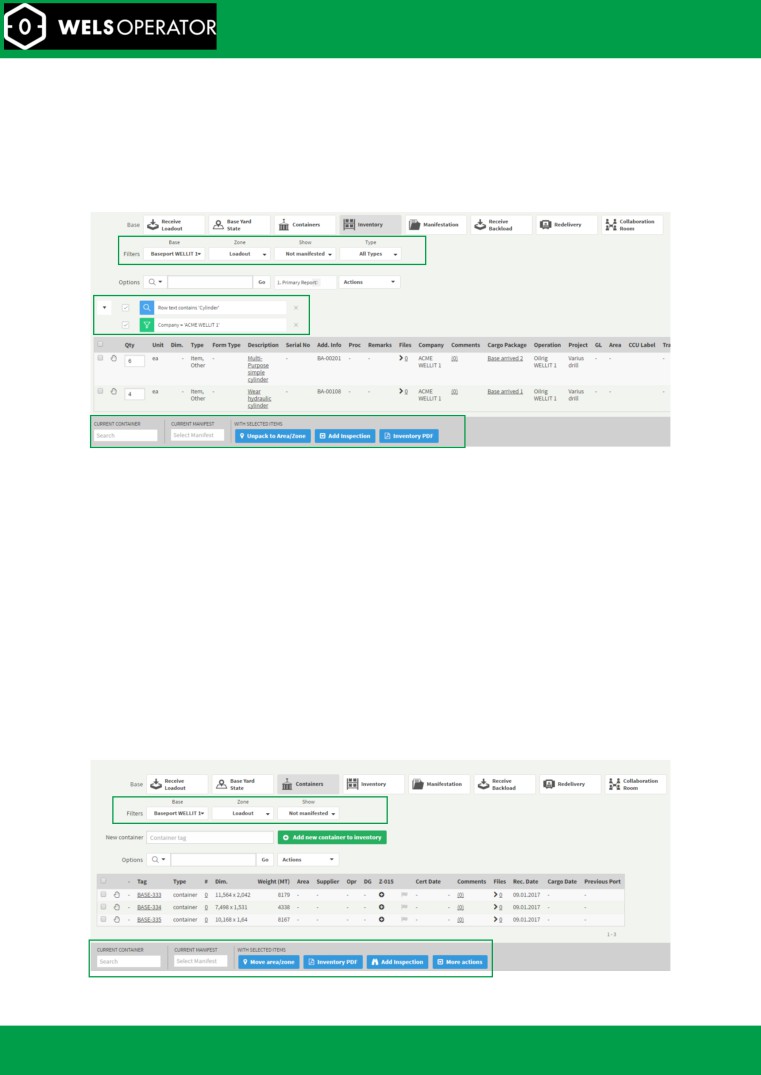 WELSOPERATOR
Base Receive Loadout Base Yard State Containers Inventory Manifestation Receive Backload Redelivery Collaboration Room
Base Zone Show Type
Filters Baseport WELLIT 1 Loadout Not manifested All Types
Options Go 1. Primary Report Actions
Row text contains 'Cylinder'
Company = 'ACME WELLIT 1'
Qty Unit Dim. Type Form Type Description Serial No Add. Info Proc Remarks Files Company Comments Cargo Package Operation Project GL Area CCU Label Tra
6 ea - Item, Other - Multi-Purpose simple cylinder - BA-00201 - - 0 ACME WELLIT 1 (0) Base arrived 2 Oilrig WELLIT 1 Varius drill - - -
4 ea - Item, Other - Wear hydraulic cylinder - BA-00108 - - 0 ACME WELLIT 1 (0) Base arrived 1 Oilrig WELLIT 1 Varius drill - - -
CURRENT CONTAINER CURRENT MANIFEST WITH SELECTED ITEMS
Search Select Manifest Unpack to Area/Zone Add Inspection Inventory PDF
Base Receive Loadout Base Yard State Containers Inventory Manifestation Receive Backload Redelivery Collaboration Room
Base Zone Show
Filters Baseport WELLIT 1 Loadout Not manifested
New container Container tag Add new container to inventory
Options Go Actions
- Tag Type # Dim. Weight (MT) Area Supplier Opr DG Z-015 Cert Date Comments Files Rec. Date Cargo Date Previous Port
- BASE-333 container 0 11,564 x 2,042 8179 - - - - - - (0) 0 09.01.2017 - -
- BASE-334 container 0 7,498 x 1,531 4338 - - - - - - (0) 0 09.01.2017 - -
- BASE-335 container 0 10,168 x 1,64 8167 - - - - - - (0) 0 09.01.2017 - -
CURRENT CONTAINER CURRENT MANIFEST WITH SELECTED ITEMS
Search Select Manifest Move area/zone Inventory PDF Add Inspection More actions